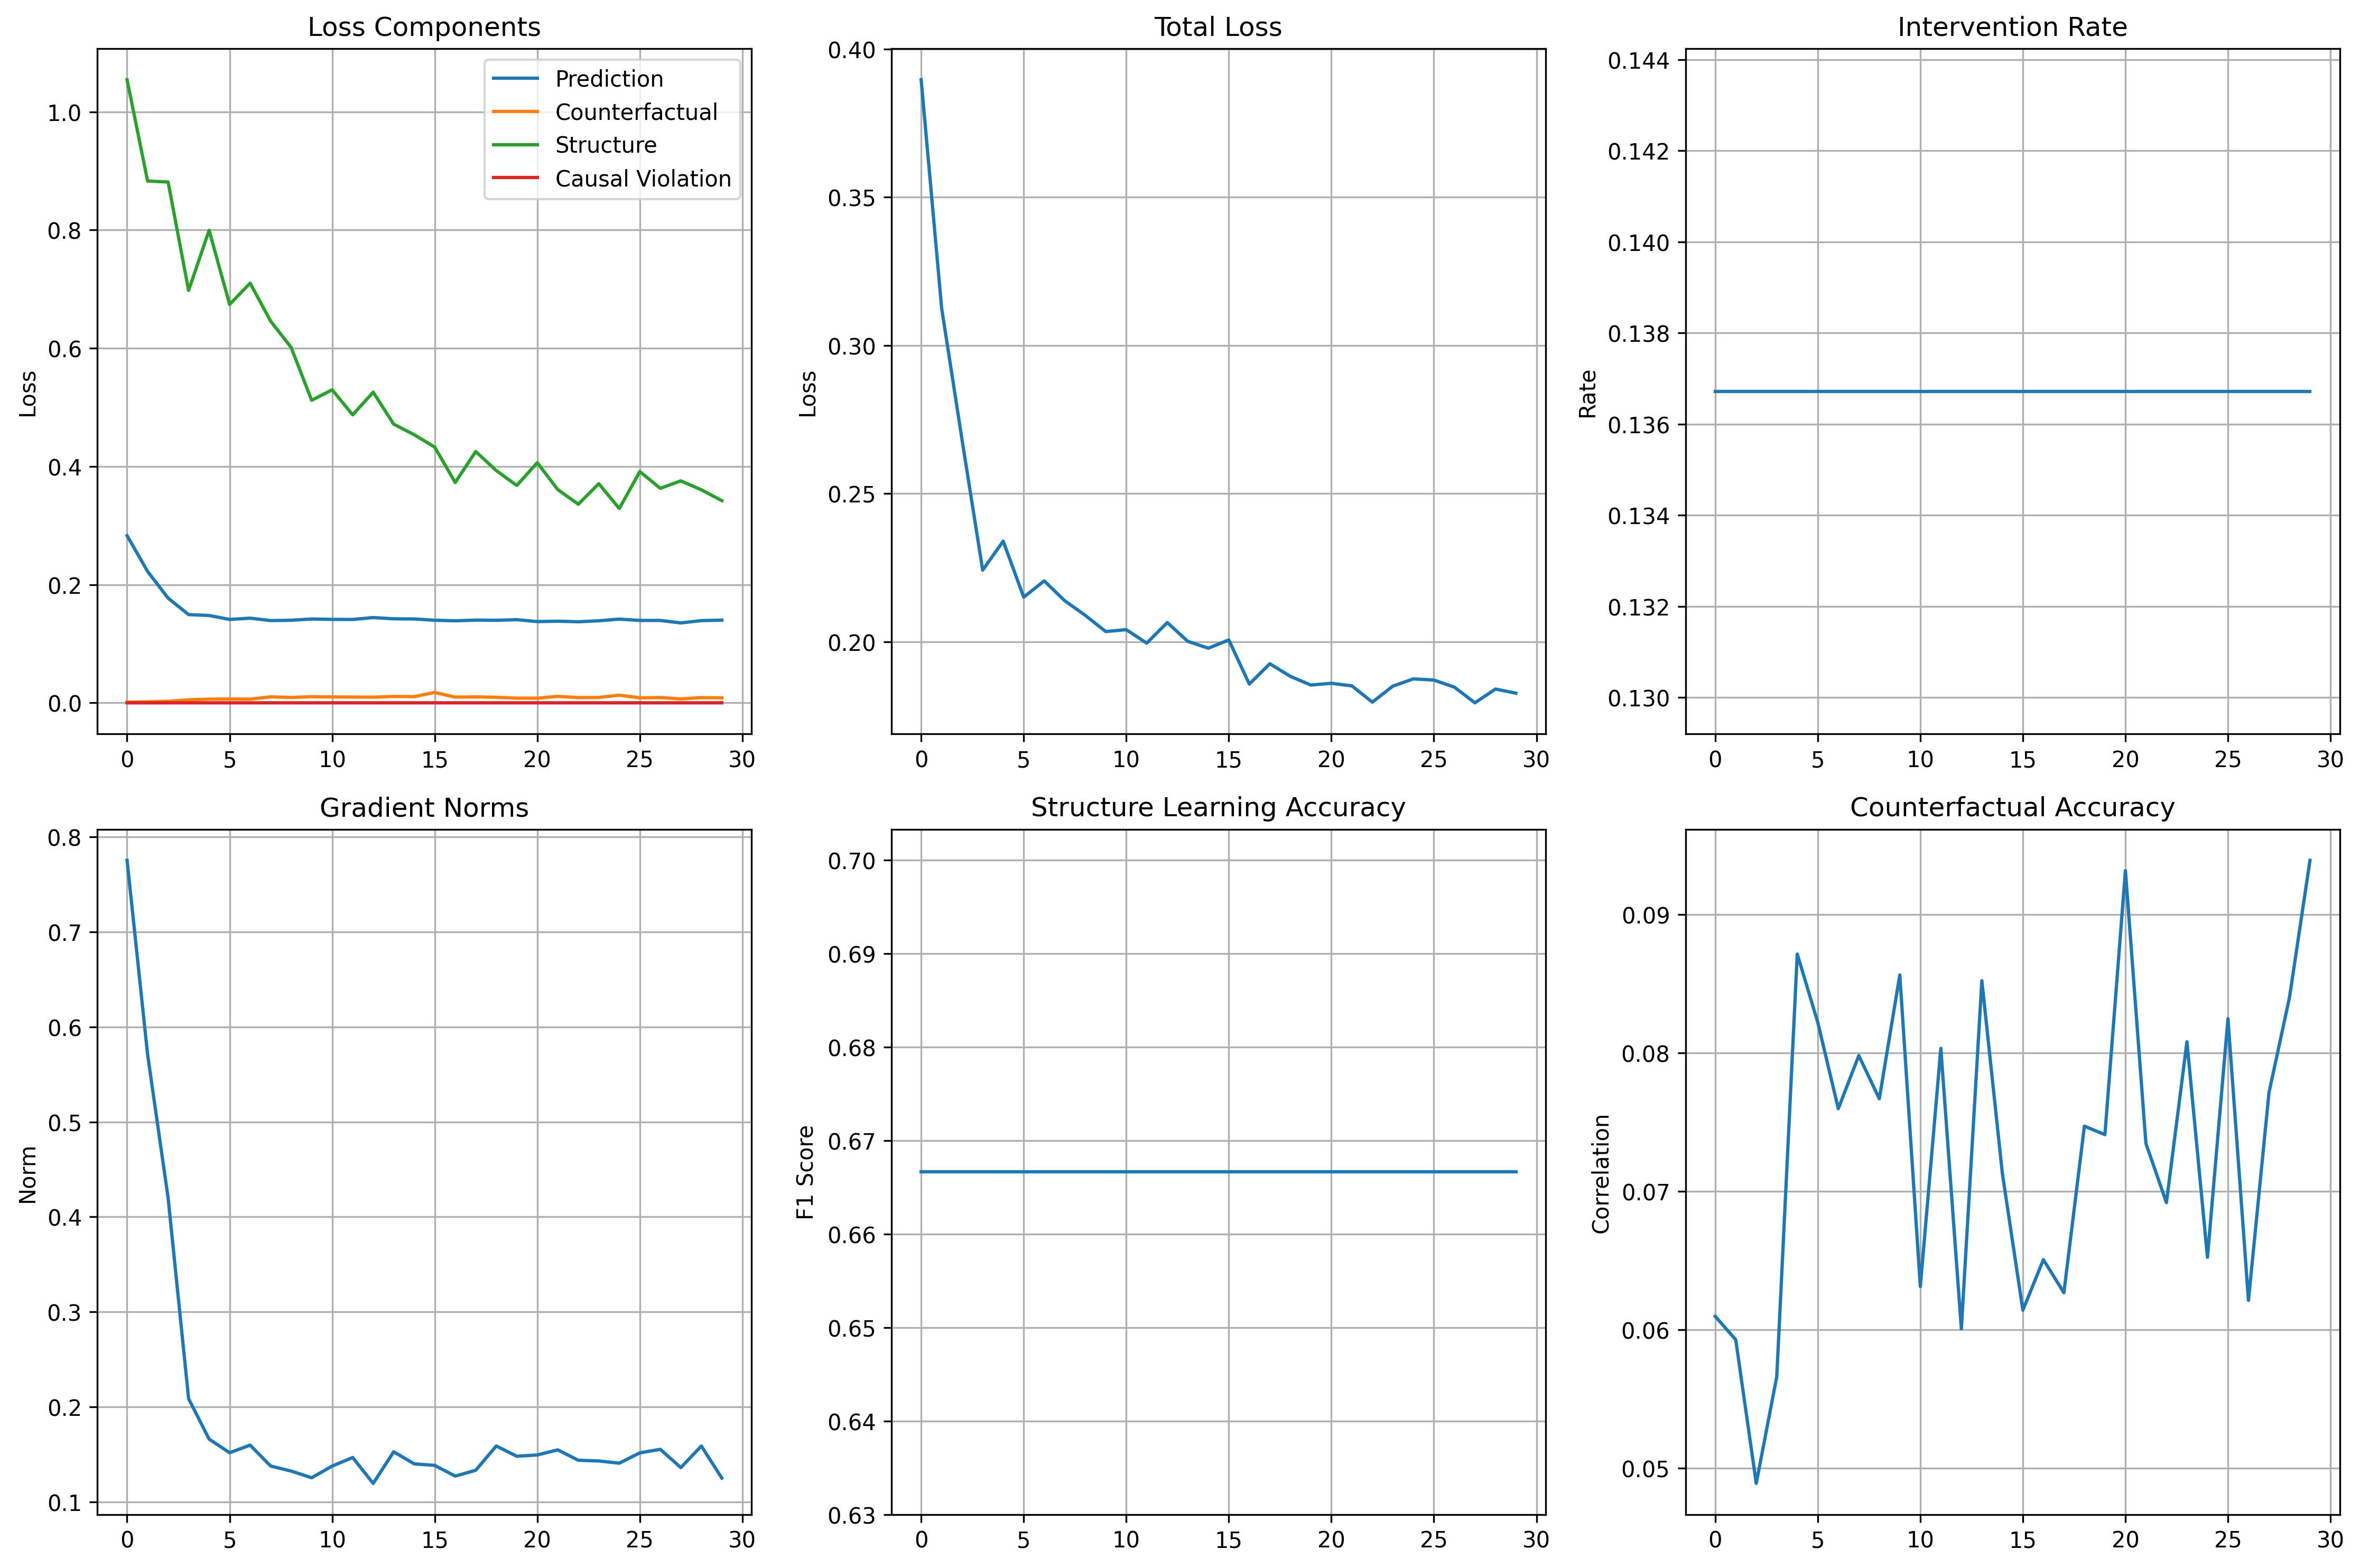 Loss Components
Loss
1.0
0.8
0.6
0.4
0.2
0.0
0 5 10 15 20 25 30
Prediction
Counterfactual
Structure
Causal Violation
Total Loss
Loss
0.40
0.35
0.30
0.25
0.20
0 5 10 15 20 25 30
Intervention Rate
Rate
0.144
0.142
0.140
0.138
0.136
0.134
0.132
0.130
0 5 10 15 20 25 30
Gradient Norms
Norm
0.8
0.7
0.6
0.5
0.4
0.3
0.2
0.1
0 5 10 15 20 25 30
Structure Learning Accuracy
F1 Score
0.70
0.69
0.68
0.67
0.66
0.65
0.64
0.63
0 5 10 15 20 25 30
Counterfactual Accuracy
Correlation
0.09
0.08
0.07
0.06
0.05
0 5 10 15 20 25 30